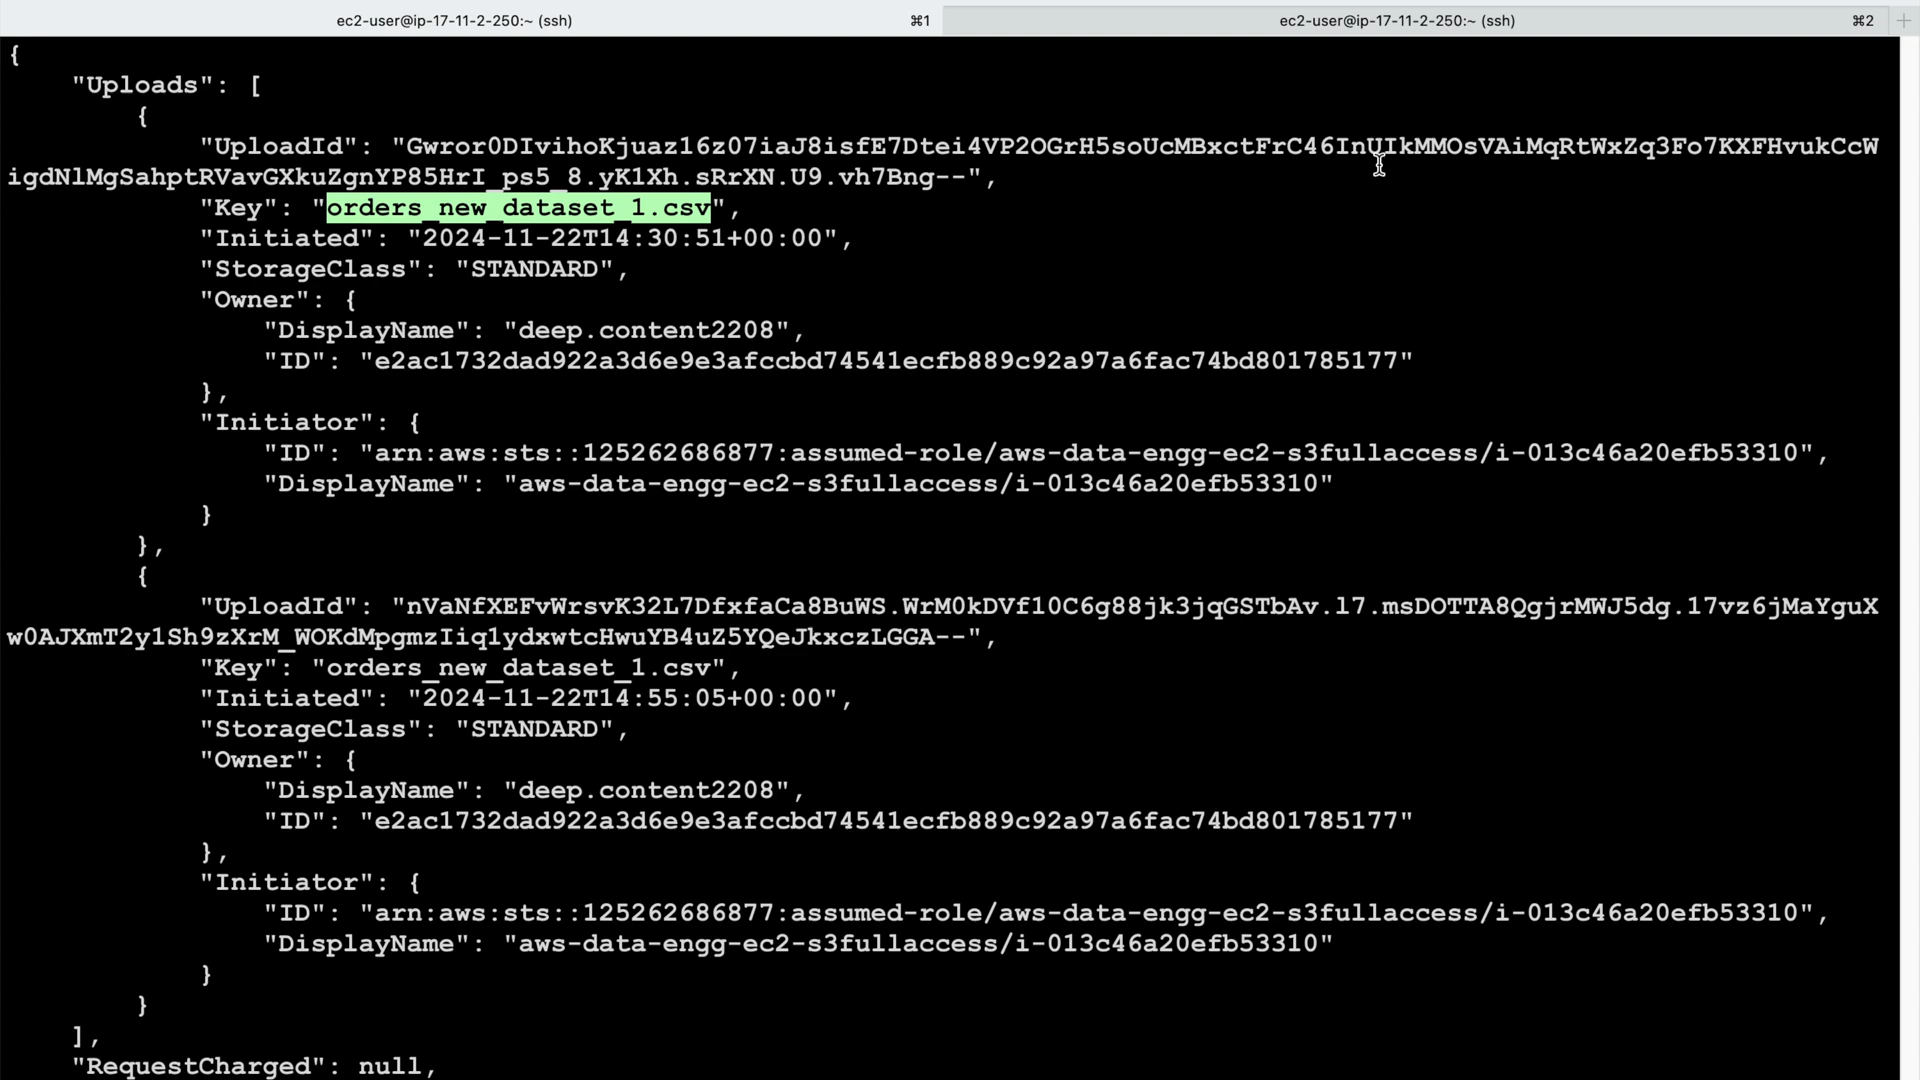 ec2-user@ip-17-11-2-250:~ (ssh) ⌘1 ec2-user@ip-17-11-2-250:~ (ssh) ⌘2 +
{
    "Uploads": [
        {
            "UploadId": "Gwror0DIvihoKjuaz16z07iaJ8isfE7Dtei4VP2OGrH5soUcMBxctFrC46InUIkMMOsVAiMqRtWxZq3Fo7KXFHvukCcW
igdNlMgSahptRVavGXkuZgnYP85HrI_ps5_8.yK1Xh.sRrXN.U9.vh7Bng--",
            "Key": "orders_new_dataset_1.csv",
            "Initiated": "2024-11-22T14:30:51+00:00",
            "StorageClass": "STANDARD",
            "Owner": {
                "DisplayName": "deep.content2208",
                "ID": "e2ac1732dad922a3d6e9e3afccbd74541ecfb889c92a97a6fac74bd801785177"
            },
            "Initiator": {
                "ID": "arn:aws:sts::125262686877:assumed-role/aws-data-engg-ec2-s3fullaccess/i-013c46a20efb53310",
                "DisplayName": "aws-data-engg-ec2-s3fullaccess/i-013c46a20efb53310"
            }
        },
        {
            "UploadId": "nVaNfXEFvWrsvK32L7DfxfaCa8BuWS.WrM0kDVf10C6g88jk3jqGSTbAv.l7.msDOTTA8QgjrMWJ5dg.17vz6jMaYguX
w0AJXmT2y1Sh9zXrM_WOKdMpgmzIiq1ydxwtcHwuYB4uZ5YQeJkxczLGGA--",
            "Key": "orders_new_dataset_1.csv",
            "Initiated": "2024-11-22T14:55:05+00:00",
            "StorageClass": "STANDARD",
            "Owner": {
                "DisplayName": "deep.content2208",
                "ID": "e2ac1732dad922a3d6e9e3afccbd74541ecfb889c92a97a6fac74bd801785177"
            },
            "Initiator": {
                "ID": "arn:aws:sts::125262686877:assumed-role/aws-data-engg-ec2-s3fullaccess/i-013c46a20efb53310",
                "DisplayName": "aws-data-engg-ec2-s3fullaccess/i-013c46a20efb53310"
            }
        }
    ],
    "RequestCharged": null,